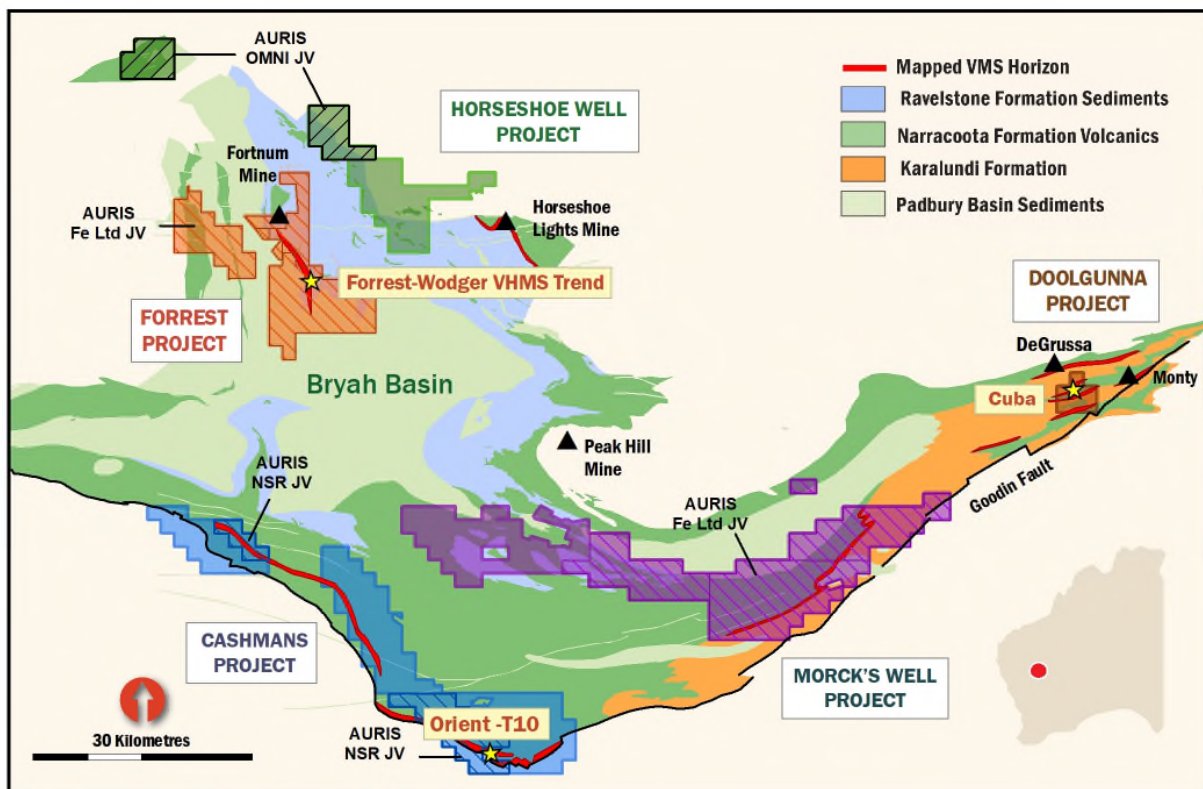 AURIS
OMNI JV
HORSESHOE WELL
PROJECT
Mapped VMS Horizon
Ravelstone Formation Sediments
Narracoota Formation Volcanics
Karalundi Formation
Padbury Basin Sediments
Fortnum
Mine
AURIS
Fe Ltd JV
Horseshoe
Lights Mine
Forrest-Wodger VHMS Trend
FORREST
PROJECT
DOOLGUNNA
PROJECT
DeGrussa
Monty
Cuba
Bryah Basin
Peak Hill
Mine
AURIS
NSR JV
AURIS
Fe Ltd JV
Goodin Fault
CASHMANS
PROJECT
MORCK'S WELL
PROJECT
Orient -T10
30 Kilometres
AURIS
NSR JV